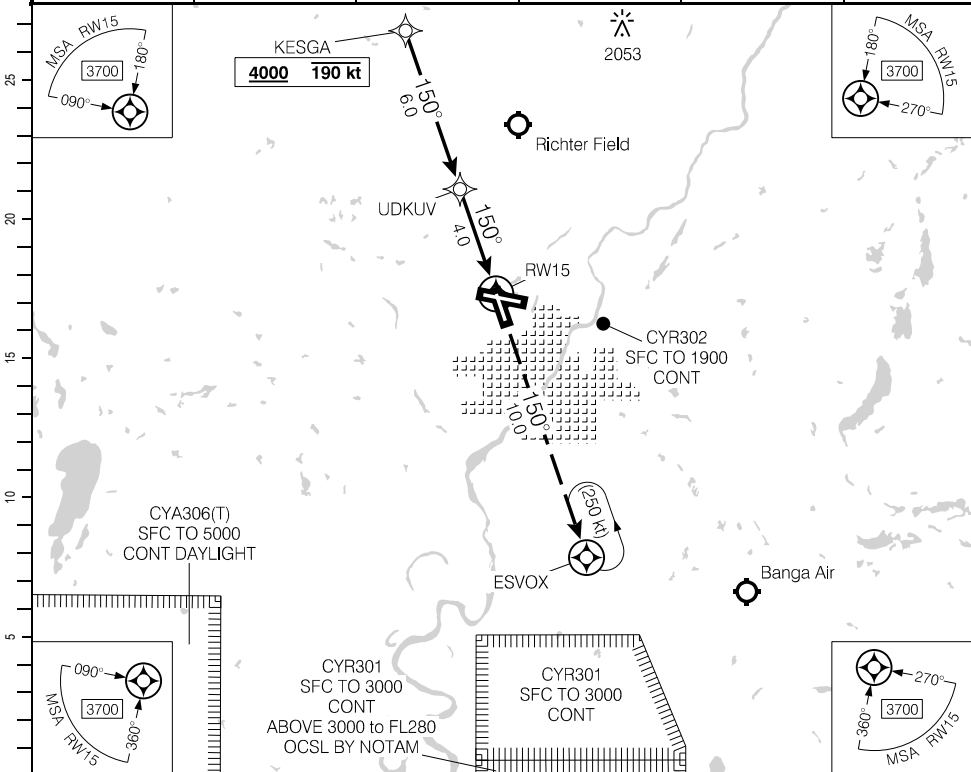 MSA RW15
3700
180°
090°
KESGA
4000 190 kt
2053
MSA RW15
3700
180°
270°
150°
6.0
Richter Field
25
UDKUV
150°
4.0
20
RW15
CYR302
SFC TO 1900
CONT
15
150°
10.0
10
(250 kt)
CYA306(T)
SFC TO 5000
CONT DAYLIGHT
ESVOX
Banga Air
5
090°
3700
360°
MSA RW15
CYR301
SFC TO 3000
CONT
ABOVE 3000 to FL280
OCSL BY NOTAM
CYR301
SFC TO 3000
CONT
270°
3700
360°
MSA RW15